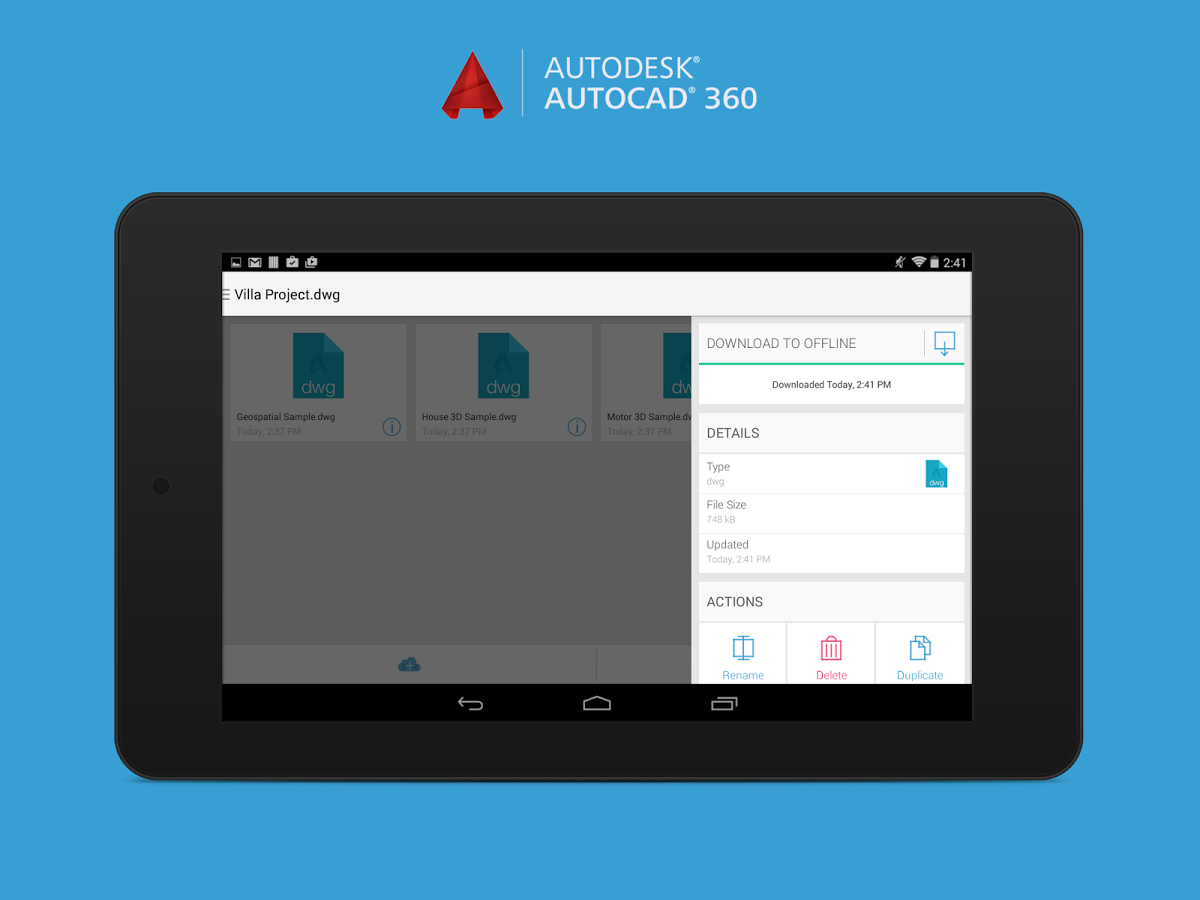 AUTODESK®
AUTOCAD® 360
2:41
Villa Project.dwg
dwg
Geospatial Sample.dwg
Today, 2:37 PM
dwg
House 3D Sample.dwg
Today, 2:37 PM
Motor 3D Sample.dw
Today, 2:37 PM
DOWNLOAD TO OFFLINE
Downloaded Today, 2:41 PM
DETAILS
Type
dwg
dwg
File Size
748 kB
Updated
Today, 2:41 PM
ACTIONS
Rename
Delete
Duplicate